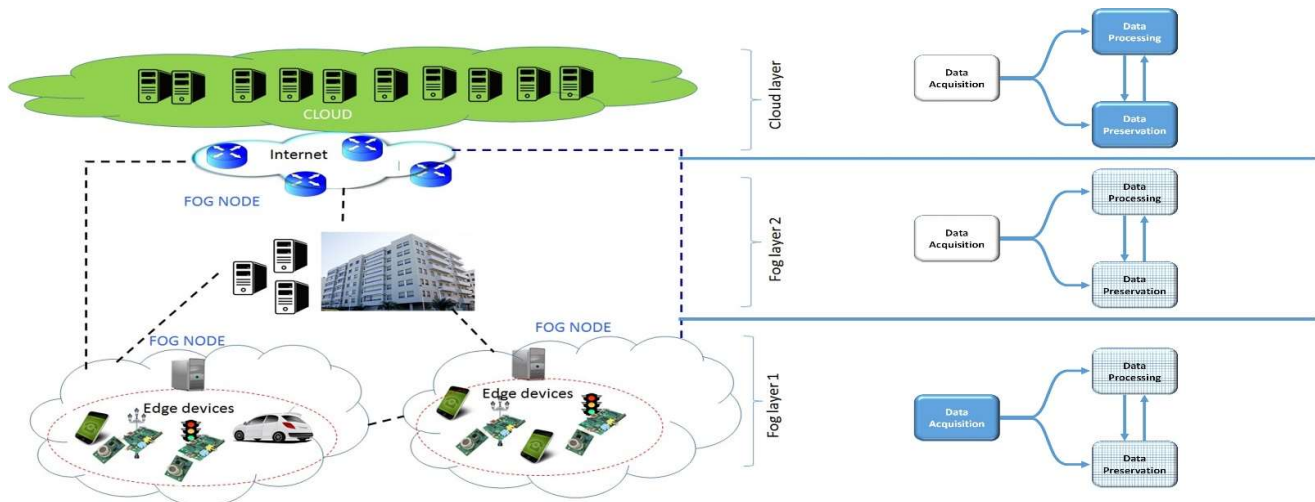 CLOUD
Internet
FOG NODE
FOG NODE
FOG NODE
Edge devices
Edge devices
Cloud layer
Fog layer 2
Fog layer 1
Data
Acquisition
Data
Processing
Data
Preservation
Data
Acquisition
Data
Processing
Data
Preservation
Data
Acquisition
Data
Processing
Data
Preservation